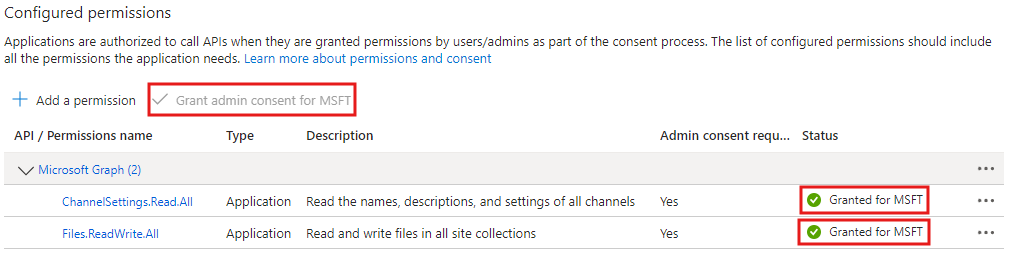 Configured permissions
Applications are authorized to call APIs when they are granted permissions by users/admins as part of the consent process. The list of configured permissions should include
all the permissions the application needs. Learn more about permissions and consent
Add a permission Grant admin consent for MSFT
API / Permissions name Type Description Admin consent requ... Status
Microsoft Graph (2)
ChannelSettings.Read.All Application Read the names, descriptions, and settings of all channels Yes Granted for MSFT
Files.ReadWrite.All Application Read and write files in all site collections Yes Granted for MSFT